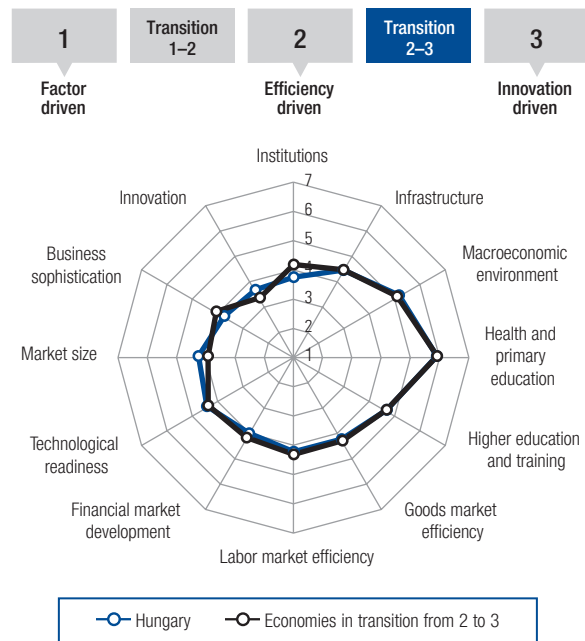 1
Transition
1–2
2
Transition
2–3
3
Factor
driven
Efficiency
driven
Innovation
driven
Institutions
7
6
5
4
3
2
1
Infrastructure
Macroeconomic
environment
Health and
primary
education
Higher education
and training
Goods market
efficiency
Labor market efficiency
Financial market
development
Technological
readiness
Market size
Business
sophistication
Innovation
Hungary
Economies in transition from 2 to 3